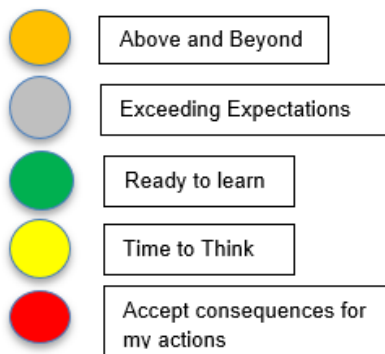 Above and Beyond
Exceeding Expectations
Ready to learn
Time to Think
Accept consequences for
my actions